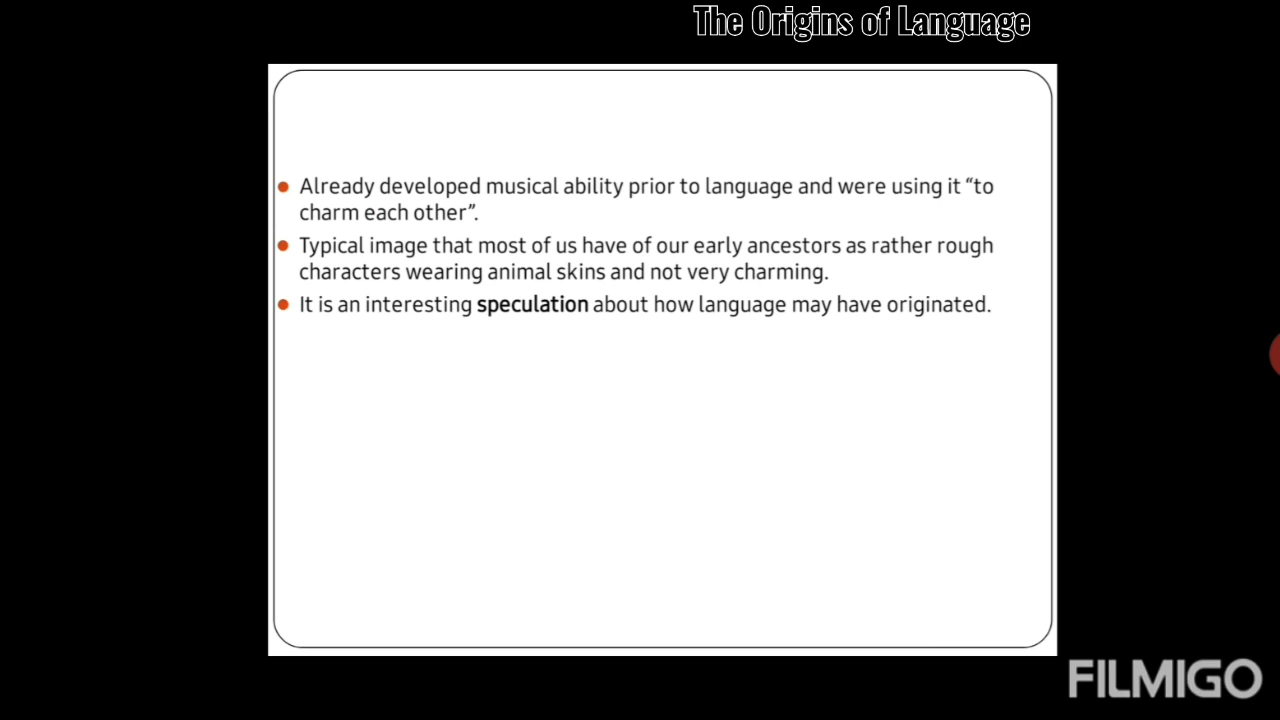 The Origins of Language
Already developed musical ability prior to language and were using it “to
charm each other”.
Typical image that most of us have of our early ancestors as rather rough
characters wearing animal skins and not very charming.
It is an interesting speculation about how language may have originated.
FILMIGO